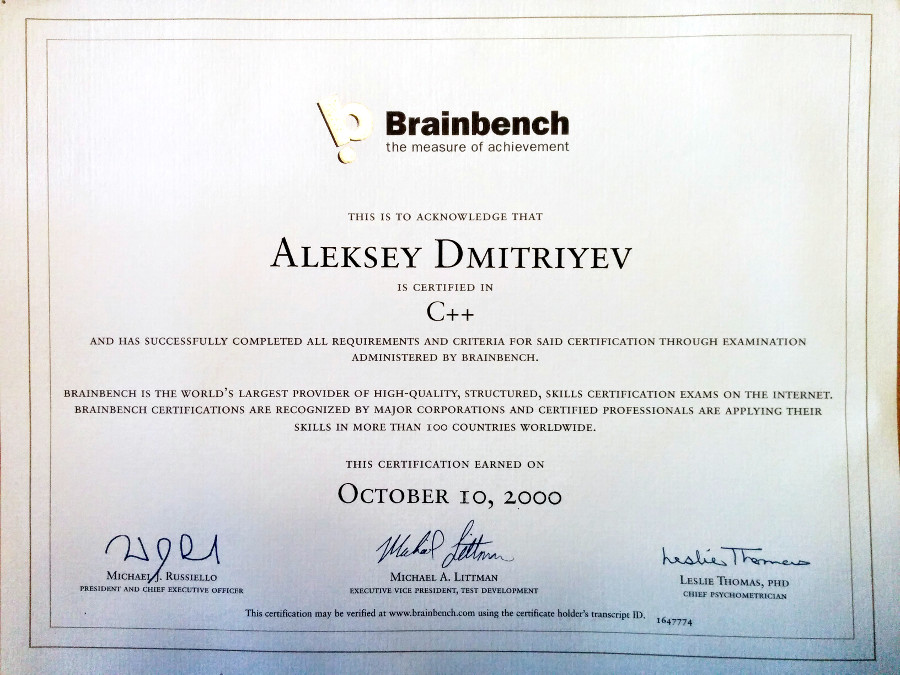 Brainbench
the measure of achievement
THIS IS TO ACKNOWLEDGE THAT
ALEKSEY DMITRIYEV
IS CERTIFIED IN
C++
AND HAS SUCCESSFULLY COMPLETED ALL REQUIREMENTS AND CRITERIA FOR SAID CERTIFICATION THROUGH EXAMINATION
ADMINISTERED BY BRAINBENCH.
BRAINBENCH IS THE WORLD'S LARGEST PROVIDER OF HIGH-QUALITY, STRUCTURED, SKILLS CERTIFICATION EXAMS ON THE INTERNET.
BRAINBENCH CERTIFICATIONS ARE RECOGNIZED BY MAJOR CORPORATIONS AND CERTIFIED PROFESSIONALS ARE APPLYING THEIR
SKILLS IN MORE THAN 100 COUNTRIES WORLDWIDE.
THIS CERTIFICATION EARNED ON
OCTOBER 10, 2000
Michael Littman
Leslie Thomas
MICHAEL J. RUSSIELLO
PRESIDENT AND CHIEF EXECUTIVE OFFICER
MICHAEL A. LITTMAN
EXECUTIVE VICE PRESIDENT, TEST DEVELOPMENT
LESLIE THOMAS, PHD
CHIEF PSYCHOMETRICIAN
This certification may be verified at www.brainbench.com using the certificate holder's transcript ID. 1647774